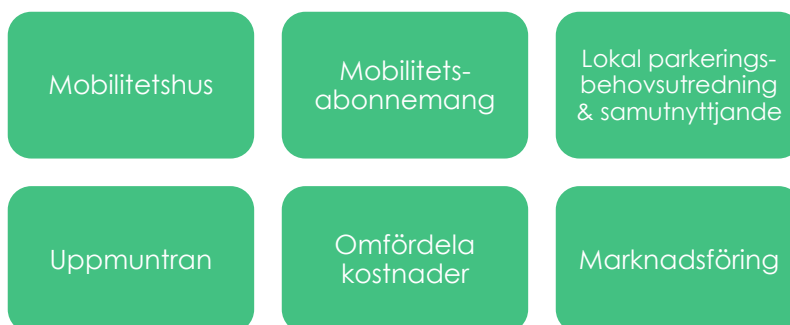 Mobilitetshus
Mobilitets-
abonnemang
Lokal parkerings-
behovsutredning
& samutnyttjande
Uppmuntran
Omfördela
kostnader
Marknadsföring